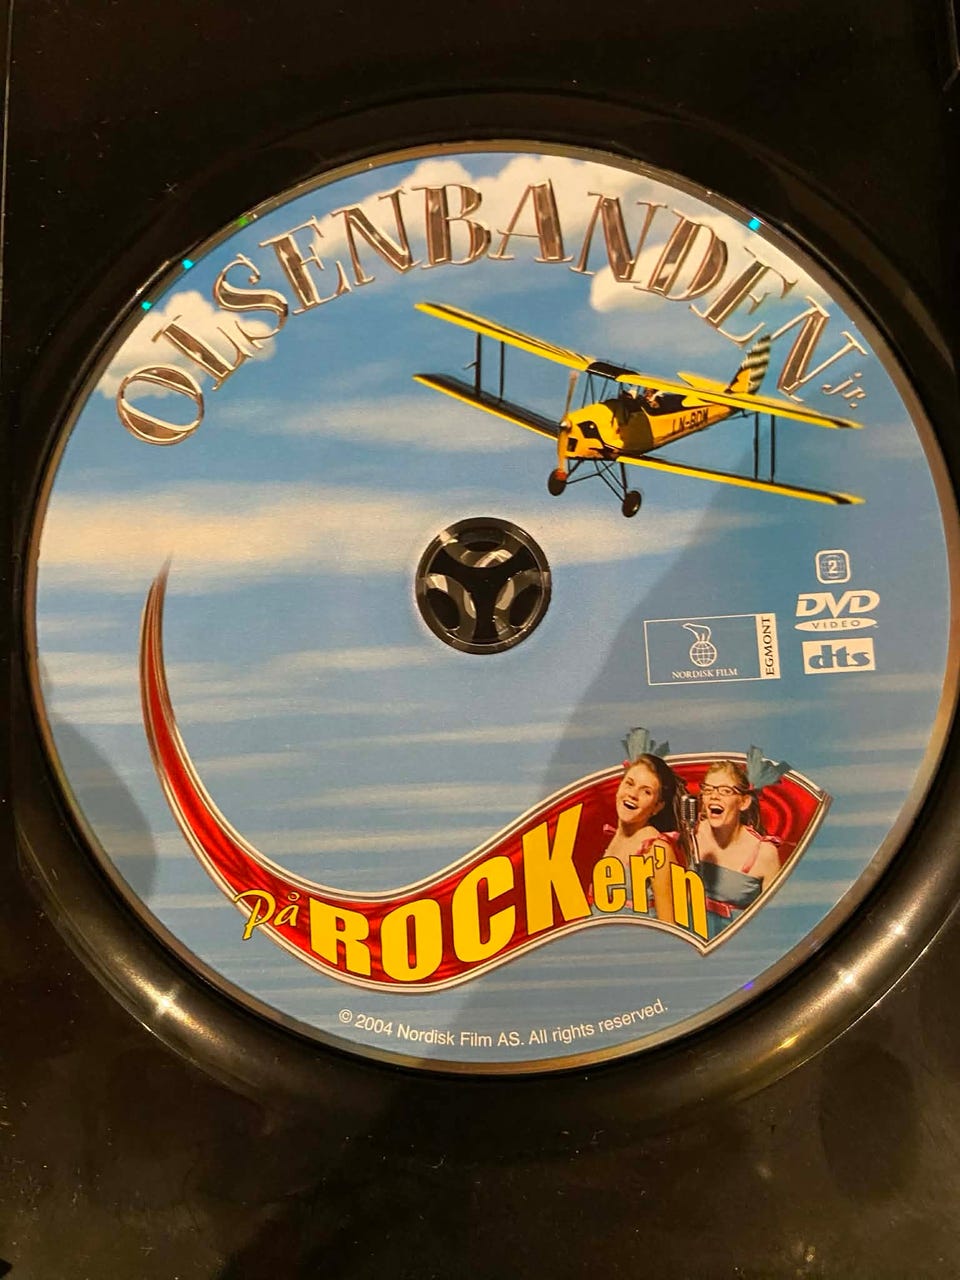 OLSENBANDEN jr.
LN-BDM
2
DVD
VIDEO
NORDISK FILM
EGMONT
dts
På ROCKer'n
© 2004 Nordisk Film AS. All rights reserved.